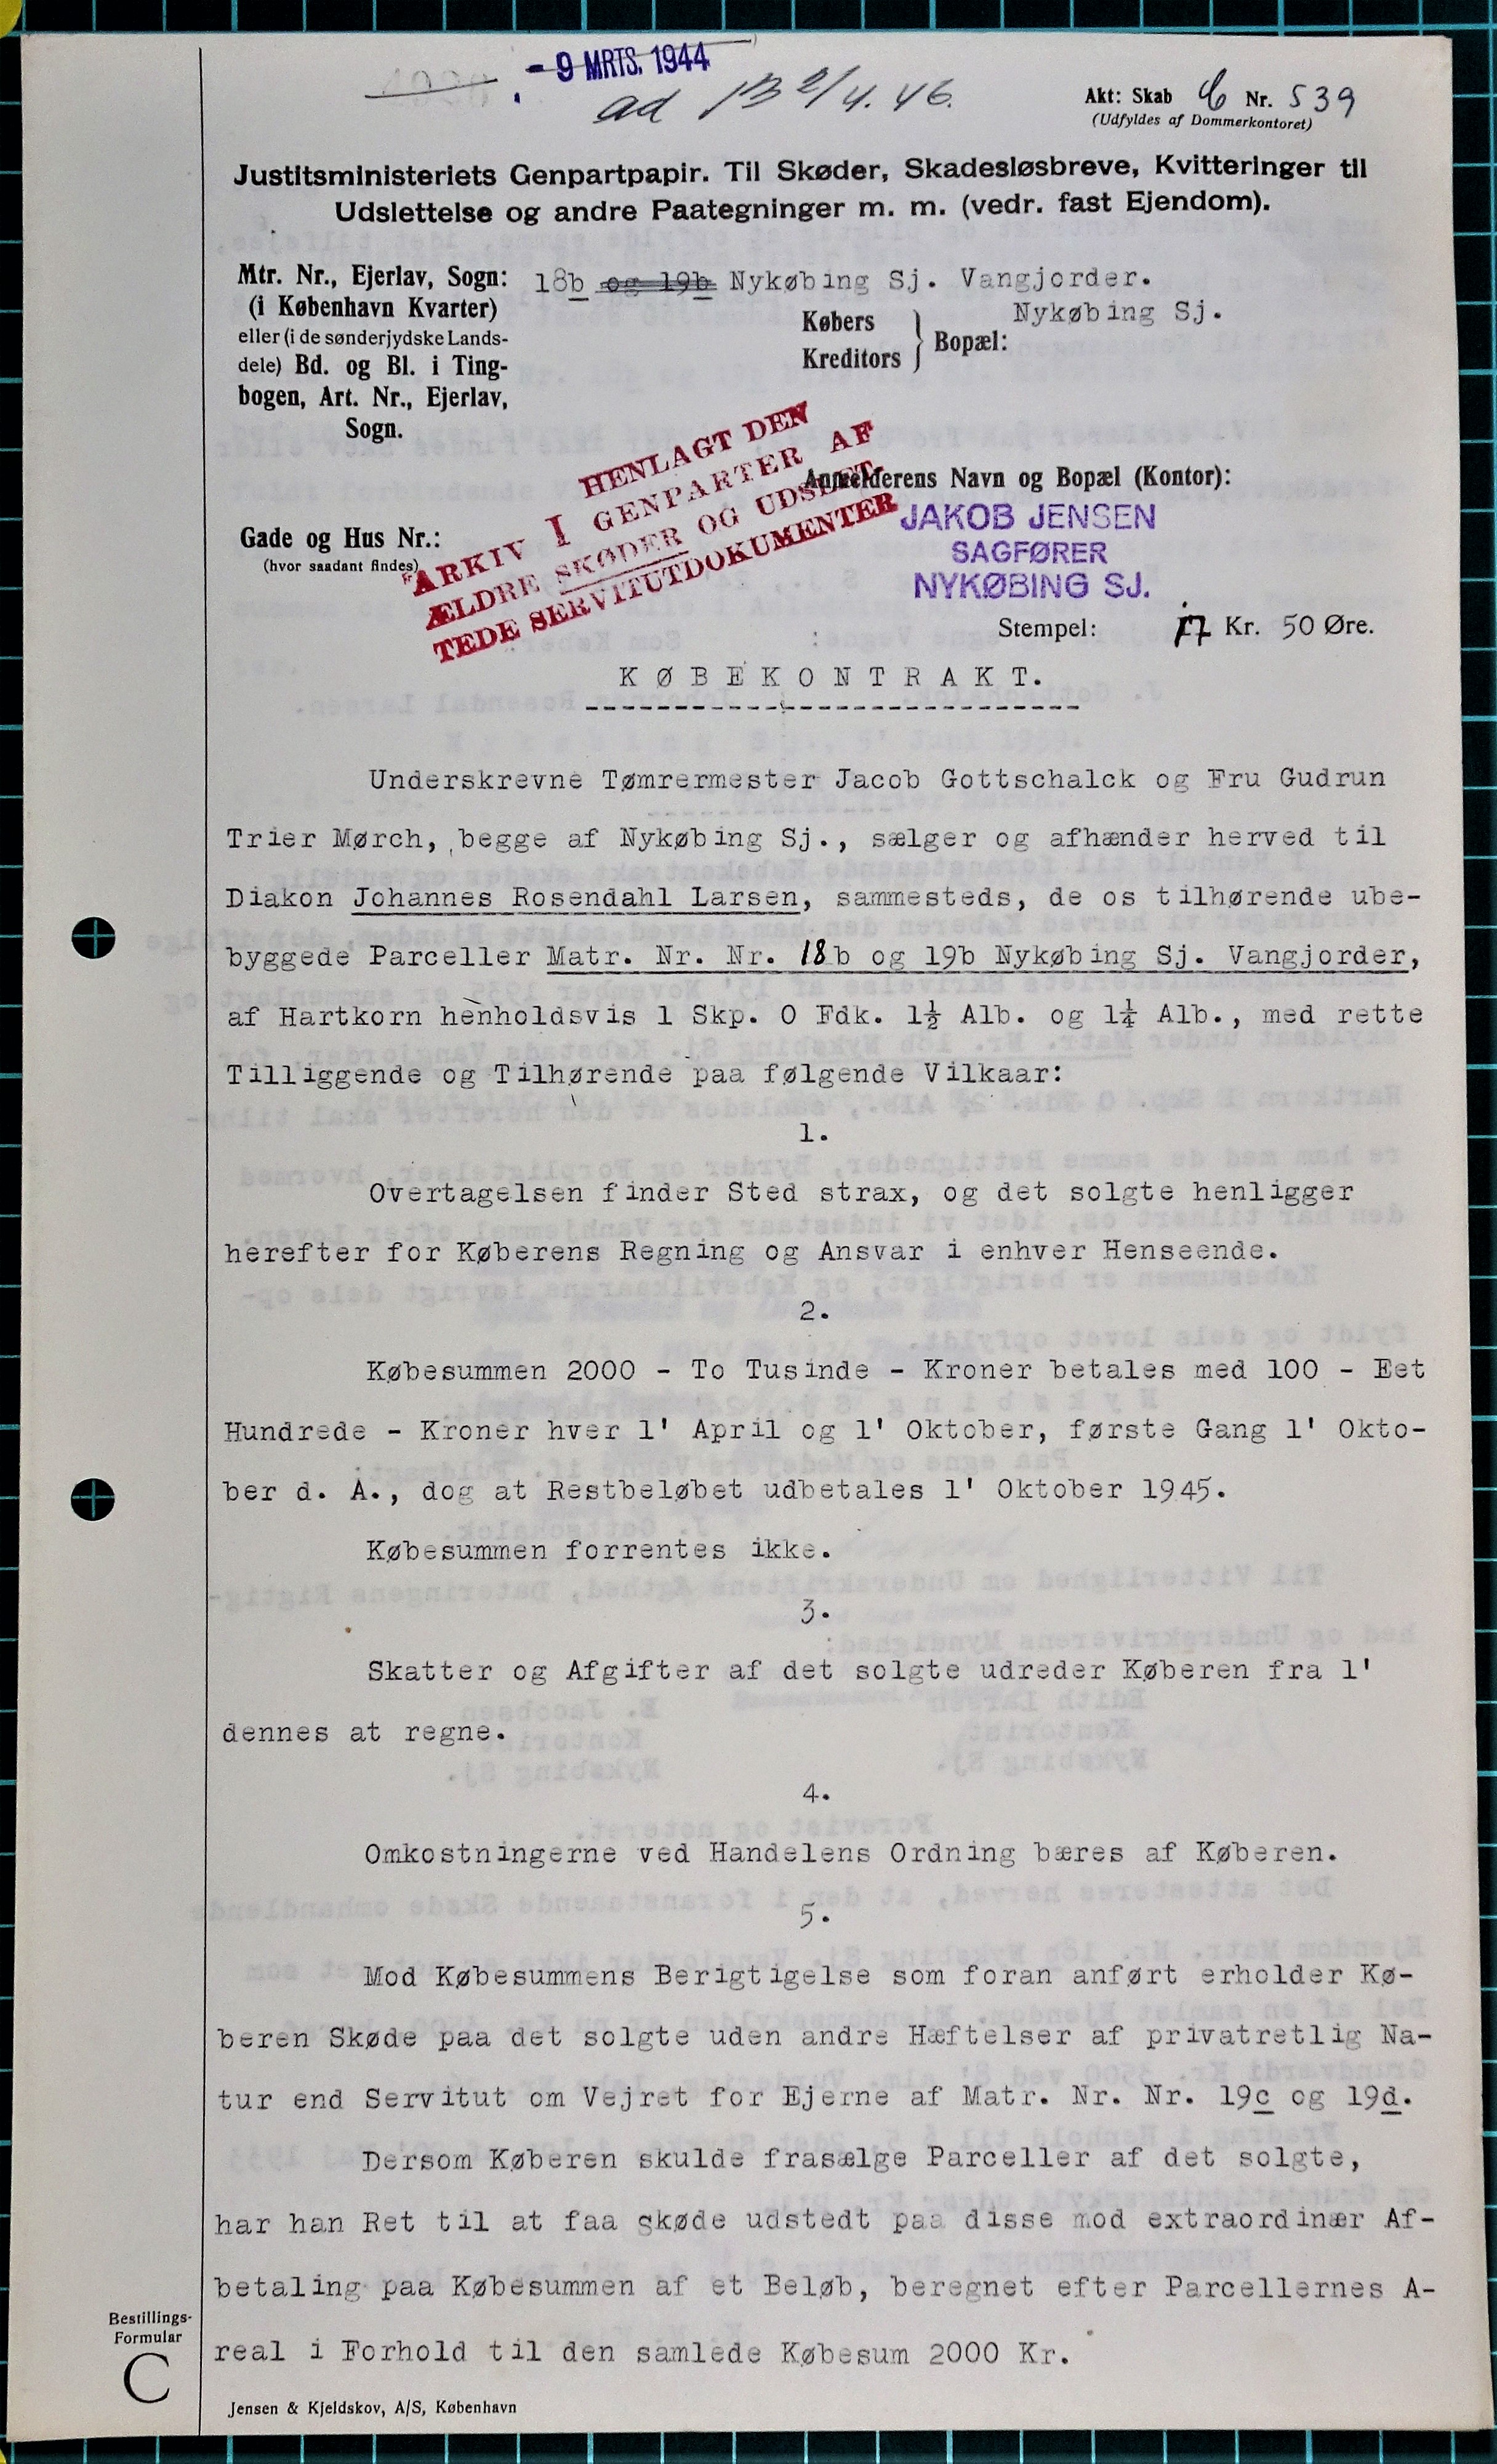 - 9 MRTS. 1944
ad 2/4. 46.
Akt: Skab C Nr. 539
(Udfyldes af Dommerkontoret)
Justitsministeriets Genpartpapir. Til Skøder, Skadesløsbreve, Kvitteringer til
Udslettelse og andre Paategninger m. m. (vedr. fast Ejendom).
Mtr. Nr., Ejerlav, Sogn: 18b og 19b Nykøbing Sj. Vangjorder.
(i København Kvarter)
eller (i de sønderjydske Lands-
dele) Bd. og Bl. i Ting-
bogen, Art. Nr., Ejerlav,
Sogn.
Købers
Kreditors } Bopæl: Nykøbing Sj.
HENLAGT DEN
ARKIV I GENPARTER AF
ÆLDRE SKØDER OG UDSLET-
TEDE SERVITUTDOKUMENTER
Gade og Hus Nr.:
(hvor saadant findes)
Anmelderens Navn og Bopæl (Kontor):
JAKOB JENSEN
SAGFØRER
NYKØBING SJ.
Stempel: 17 Kr. 50 Øre.
KØBEKONTRAKT.
Underskrevne Tømrermester Jacob Gottschalck og Fru Gudrun
Trier Mørch, begge af Nykøbing Sj., sælger og afhænder herved til
Diakon Johannes Rosendahl Larsen, sammesteds, de os tilhørende ube-
byggede Parceller Matr. Nr. Nr. 18b og 19b Nykøbing Sj. Vangjorder,
af Hartkorn henholdsvis 1 Skp. 0 Fdk. 1½ Alb. og 1¼ Alb., med rette
Tilliggende og Tilhørende paa følgende Vilkaar:
1.
Overtagelsen finder Sted strax, og det solgte henligger
herefter for Køberens Regning og Ansvar i enhver Henseende.
2.
Købesummen 2000 - To Tusinde - Kroner betales med 100 - Eet
Hundrede - Kroner hver 1' April og 1' Oktober, første Gang 1' Okto-
ber d. A., dog at Restbeløbet udbetales 1' Oktober 1945.
Købesummen forrentes ikke.
3.
Skatter og Afgifter af det solgte udreder Køberen fra 1'
dennes at regne.
4.
Omkostningerne ved Handelens Ordning bæres af Køberen.
5.
Mod Købesummens Berigtigelse som foran anført erholder Kø-
beren Skøde paa det solgte uden andre Hæftelser af privatretlig Na-
tur end Servitut om Vejret for Ejerne af Matr. Nr. Nr. 19c og 19d.
Dersom Køberen skulde frasælge Parceller af det solgte,
har han Ret til at faa skøde udstedt paa disse mod extraordinær Af-
betaling paa Købesummen af et Beløb, beregnet efter Parcellernes A-
real i Forhold til den samlede Købesum 2000 Kr.
Bestillings-
Formular
C
Jensen & Kjeldskov, A/S, København